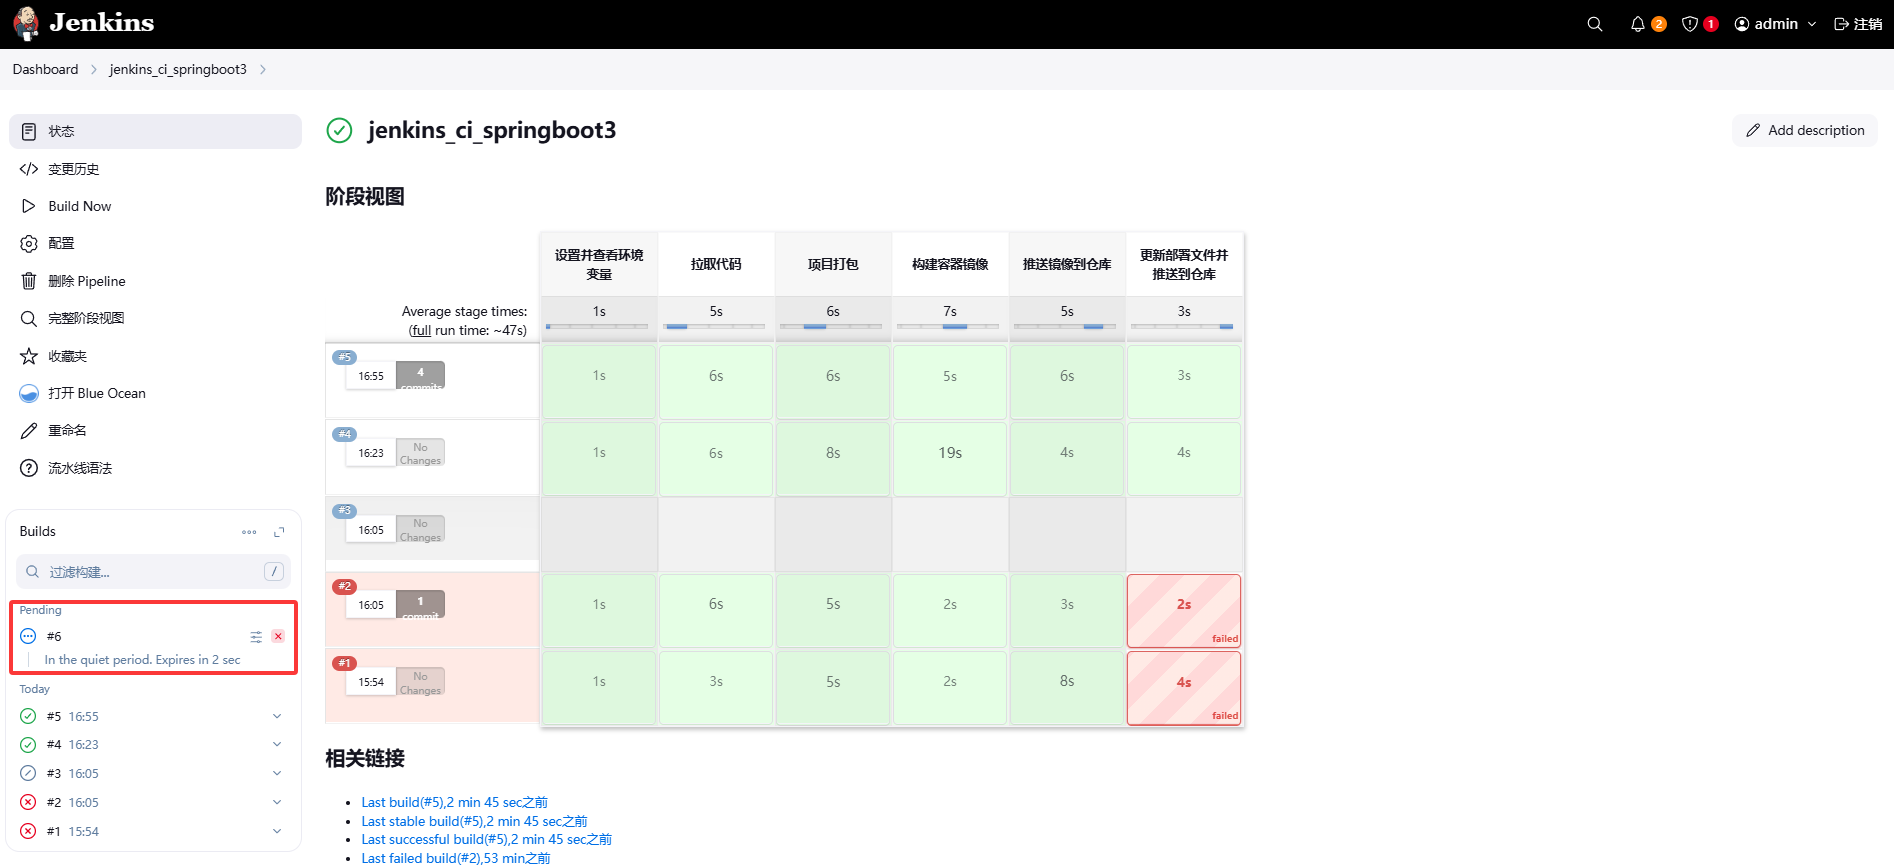 Jenkins
2
1
admin
注销
Dashboard
jenkins_ci_springboot3
状态
变更历史
Build Now
配置
删除 Pipeline
完整阶段视图
收藏夹
打开 Blue Ocean
重命名
流水线语法
Builds
过滤构建...
/
Pending
#6
In the quiet period. Expires in 2 sec
Today
#5 16:55
#4 16:23
#3 16:05
#2 16:05
#1 15:54
jenkins_ci_springboot3
Add description
阶段视图
设置并查看环境
变量
拉取代码
项目打包
构建容器镜像
推送镜像到仓库
更新部署文件并
推送到仓库
Average stage times:
(full run time: ~47s)
1s
5s
6s
7s
5s
3s
#5
16:55
4
commits
1s
6s
6s
5s
6s
3s
#4
16:23
No
Changes
1s
6s
8s
19s
4s
4s
#3
16:05
No
Changes
#2
16:05
1
commit
1s
6s
5s
2s
3s
2s
failed
#1
15:54
No
Changes
1s
3s
5s
2s
8s
4s
failed
相关链接
Last build(#5),2 min 45 sec之前
Last stable build(#5),2 min 45 sec之前
Last successful build(#5),2 min 45 sec之前
Last failed build(#2),53 min之前